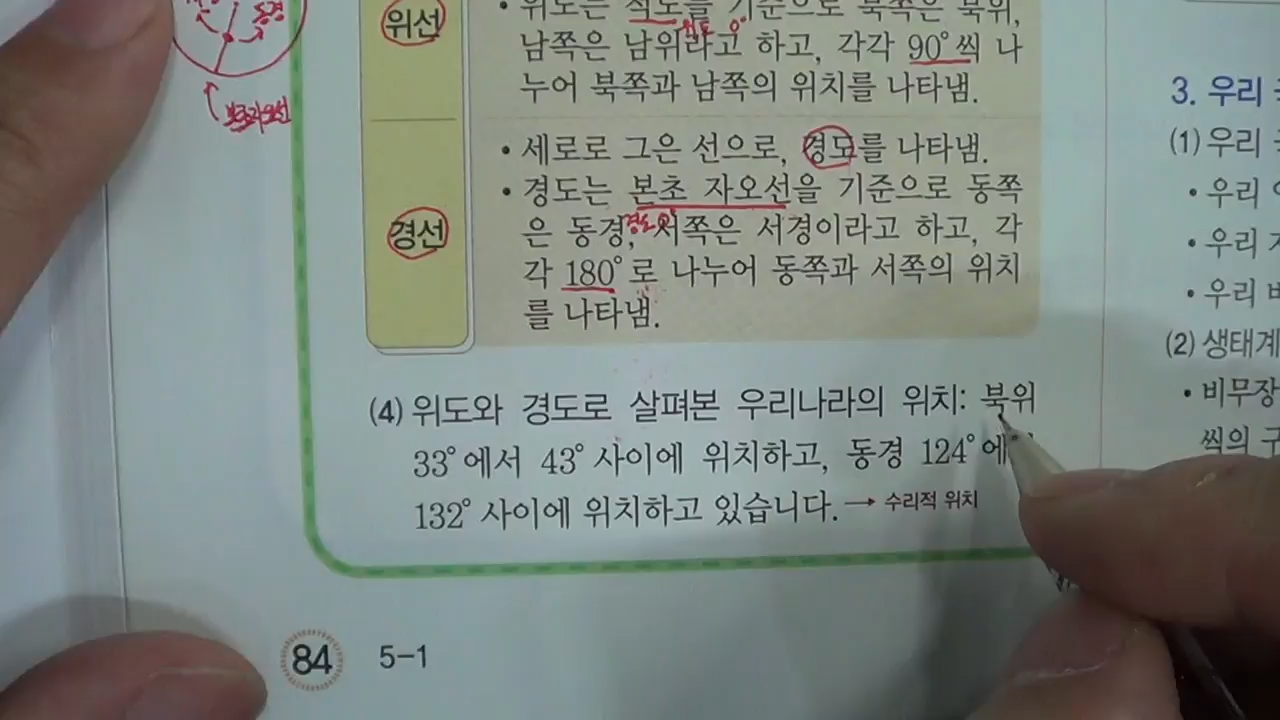 위선
• 위도는 적도를 기준으로 북쪽은 북위,
남쪽은 남위라고 하고, 각각 90°씩 나
누어 북쪽과 남쪽의 위치를 나타냄.
경선
• 세로로 그은 선으로, 경도를 나타냄.
• 경도는 본초 자오선을 기준으로 동쪽
은 동경, 서쪽은 서경이라고 하고, 각
각 180°로 나누어 동쪽과 서쪽의 위치
를 나타냄.
(4) 위도와 경도로 살펴본 우리나라의 위치: 북위
33°에서 43° 사이에 위치하고, 동경 124°에
132° 사이에 위치하고 있습니다. → 수리적 위치
84 5-1
동경
본초자오선
3. 우리
(1) 우리
• 우리
• 우리
• 우리
(2) 생태계
• 비무장
씩의